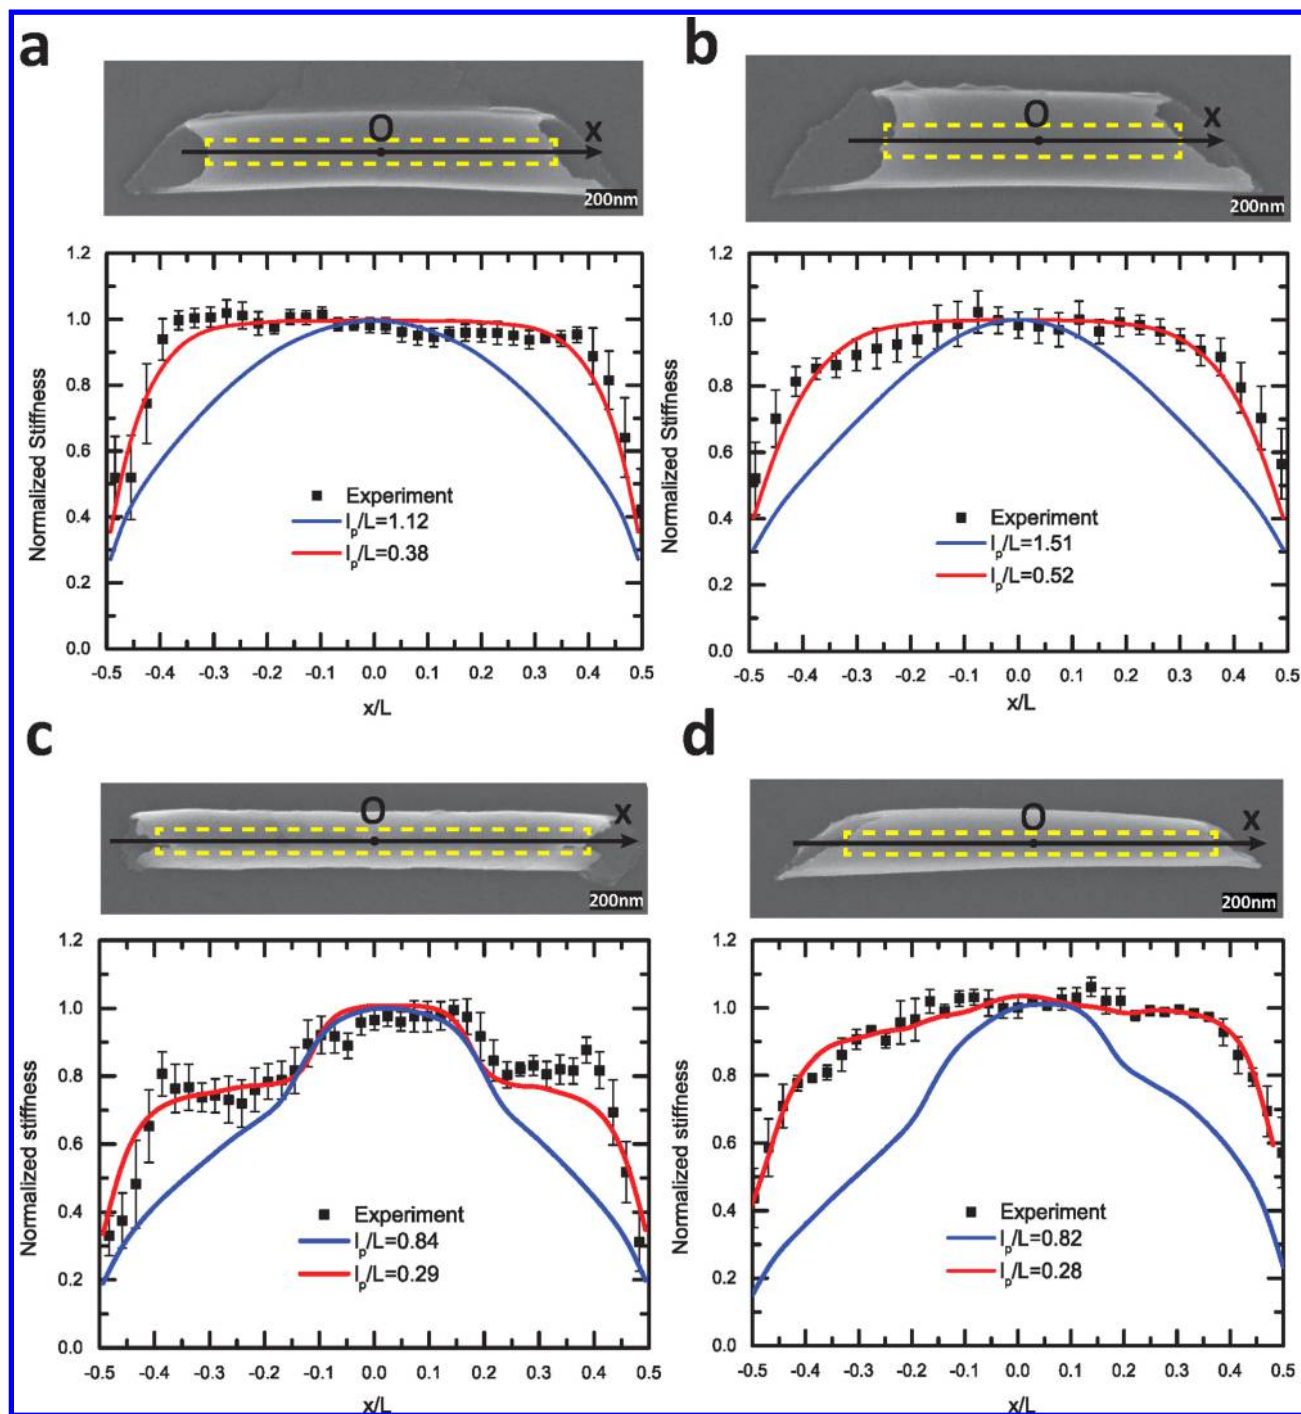 a
O
x
200nm
1.2
1.0
0.8
0.6
0.4
0.2
0.0
Normalized Stiffness
Experiment
lp/L=1.12
lp/L=0.38
-0.5 -0.4 -0.3 -0.2 -0.1 0.0 0.1 0.2 0.3 0.4 0.5
x/L
b
O
x
200nm
1.2
1.0
0.8
0.6
0.4
0.2
0.0
Normalized Stiffness
Experiment
lp/L=1.51
lp/L=0.52
-0.5 -0.4 -0.3 -0.2 -0.1 0.0 0.1 0.2 0.3 0.4 0.5
x/L
c
O
x
200nm
1.2
1.0
0.8
0.6
0.4
0.2
0.0
Normalized stiffness
Experiment
lp/L=0.84
lp/L=0.29
-0.5 -0.4 -0.3 -0.2 -0.1 0.0 0.1 0.2 0.3 0.4 0.5
x/L
d
O
x
200nm
1.2
1.0
0.8
0.6
0.4
0.2
0.0
Normalized stiffness
Experiment
lp/L=0.82
lp/L=0.28
-0.5 -0.4 -0.3 -0.2 -0.1 0.0 0.1 0.2 0.3 0.4 0.5
x/L